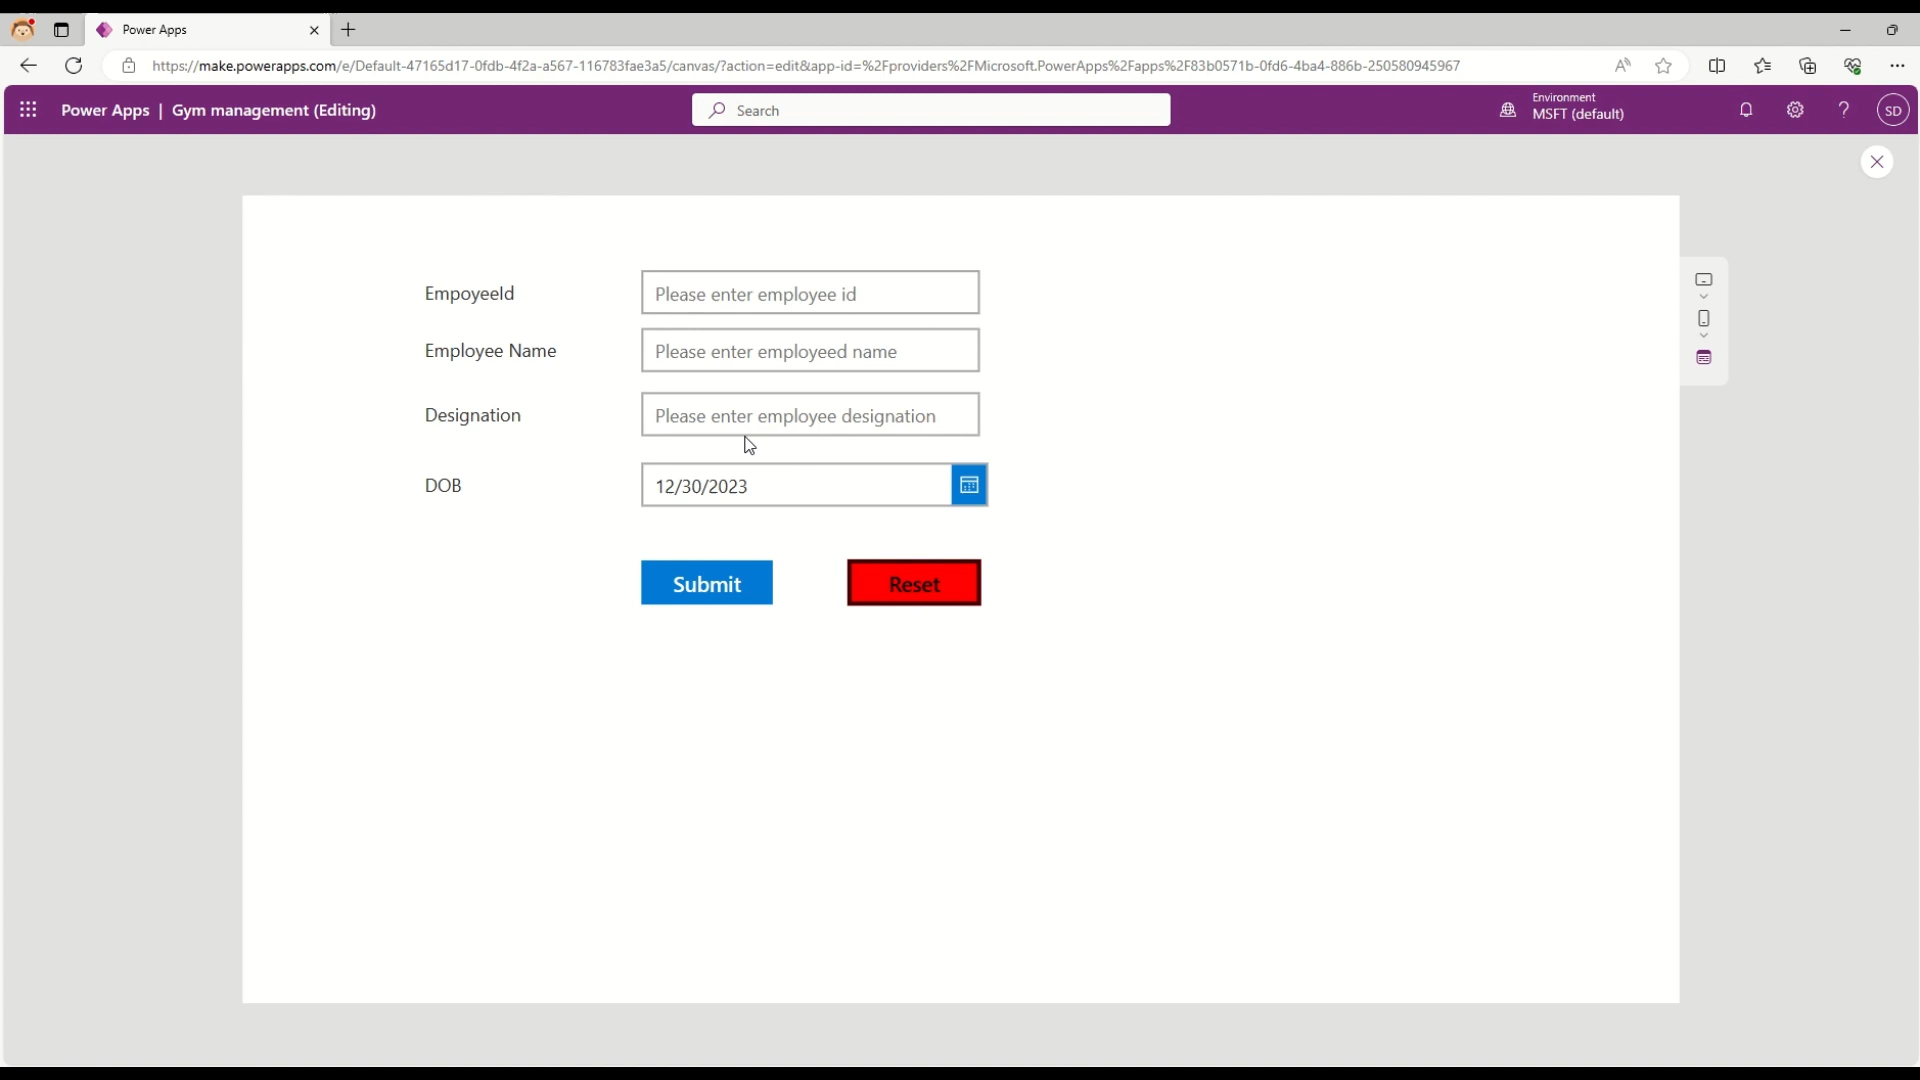 Power Apps
https://make.powerapps.com/e/Default-47165d17-0fdb-4f2a-a567-116783fae3a5/canvas/?action=edit&app-id=%2Fproviders%2FMicrosoft.PowerApps%2Fapps%2F83b0571b-0fd6-4ba4-886b-250580945967
Power Apps | Gym management (Editing)
Search
Environment
MSFT (default)
SD
EmpoyeeId
Please enter employee id
Employee Name
Please enter employeed name
Designation
Please enter employee designation
DOB
12/30/2023
Submit
Reset